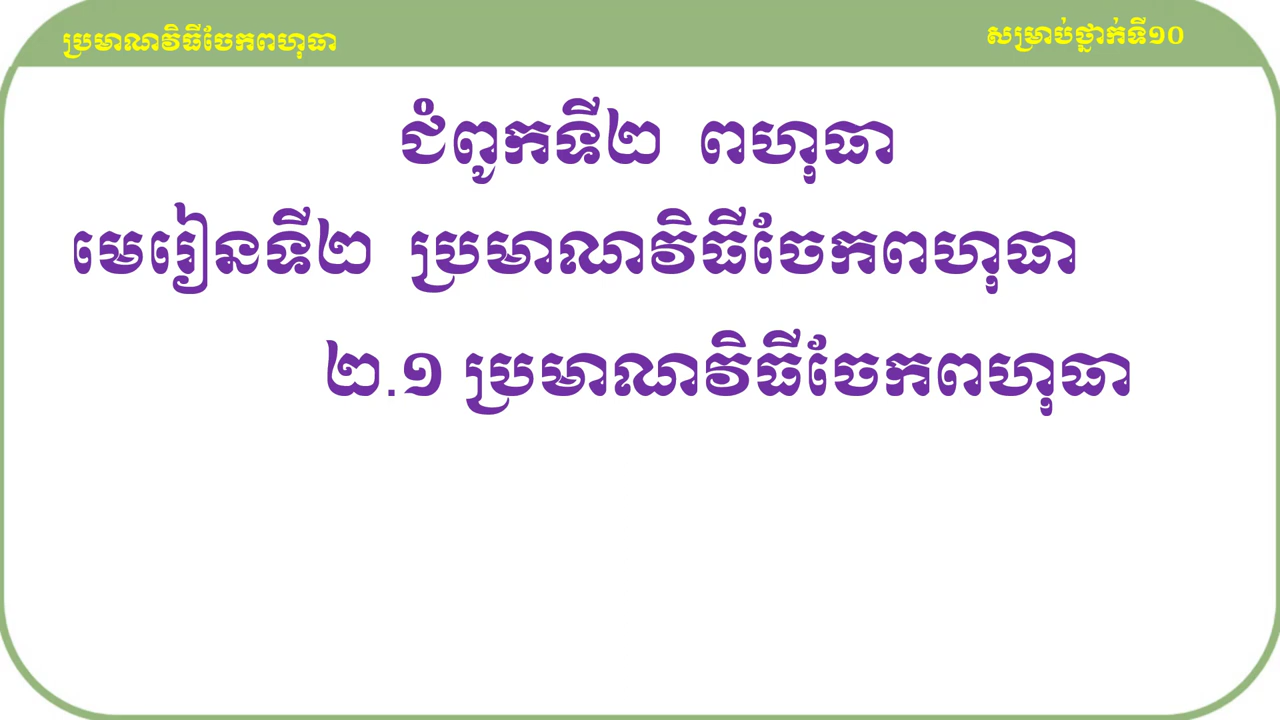 ប្រមាណវិធីចែកពហុធា
សម្រាប់ថ្នាក់ទី១០
ជំពូកទី២ ពហុធា
មេរៀនទី២ ប្រមាណវិធីចែកពហុធា
២.១ ប្រមាណវិធីចែកពហុធា